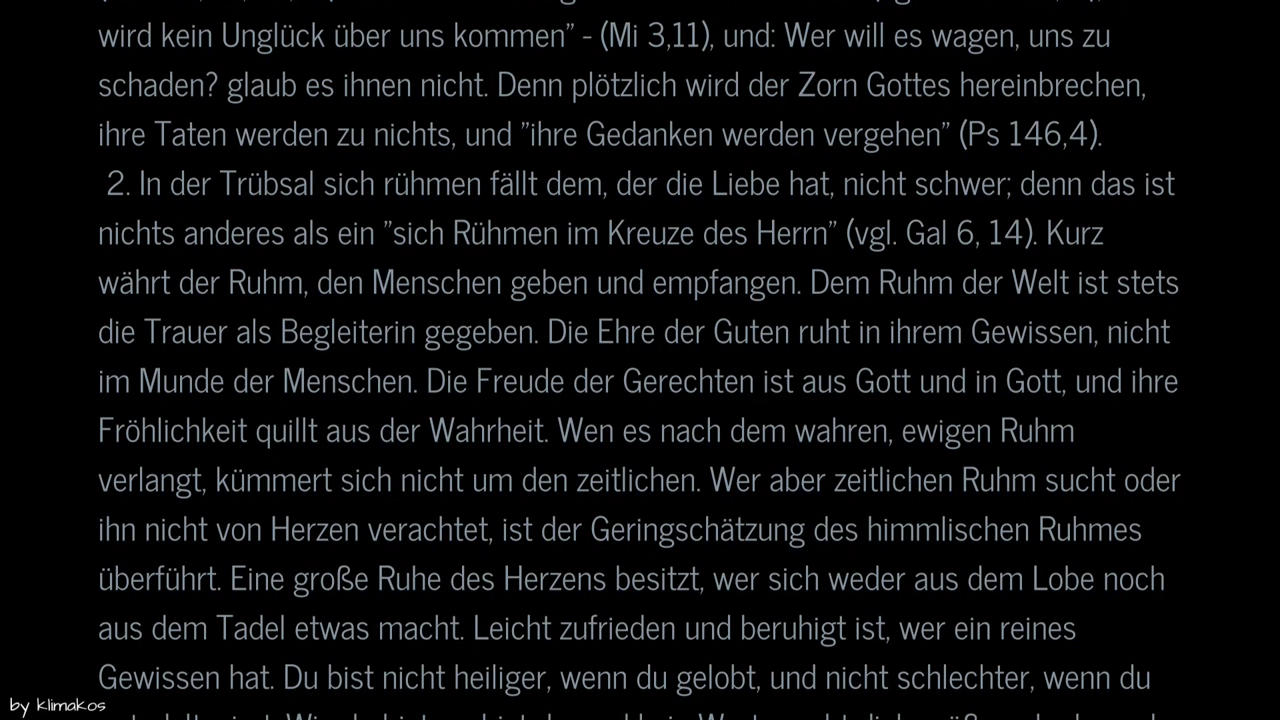 wird kein Unglück über uns kommen" - (Mi 3,11), und: Wer will es wagen, uns zu
schaden? glaub es ihnen nicht. Denn plötzlich wird der Zorn Gottes hereinbrechen,
ihre Taten werden zu nichts, und "ihre Gedanken werden vergehen" (Ps 146,4).
2. In der Trübsal sich rühmen fällt dem, der die Liebe hat, nicht schwer; denn das ist
nichts anderes als ein "sich Rühmen im Kreuze des Herrn" (vgl. Gal 6, 14). Kurz
währt der Ruhm, den Menschen geben und empfangen. Dem Ruhm der Welt ist stets
die Trauer als Begleiterin gegeben. Die Ehre der Guten ruht in ihrem Gewissen, nicht
im Munde der Menschen. Die Freude der Gerechten ist aus Gott und in Gott, und ihre
Fröhlichkeit quillt aus der Wahrheit. Wen es nach dem wahren, ewigen Ruhm
verlangt, kümmert sich nicht um den zeitlichen. Wer aber zeitlichen Ruhm sucht oder
ihn nicht von Herzen verachtet, ist der Geringschätzung des himmlischen Ruhmes
überführt. Eine große Ruhe des Herzens besitzt, wer sich weder aus dem Lobe noch
aus dem Tadel etwas macht. Leicht zufrieden und beruhigt ist, wer ein reines
Gewissen hat. Du bist nicht heiliger, wenn du gelobt, und nicht schlechter, wenn du
by klimakos